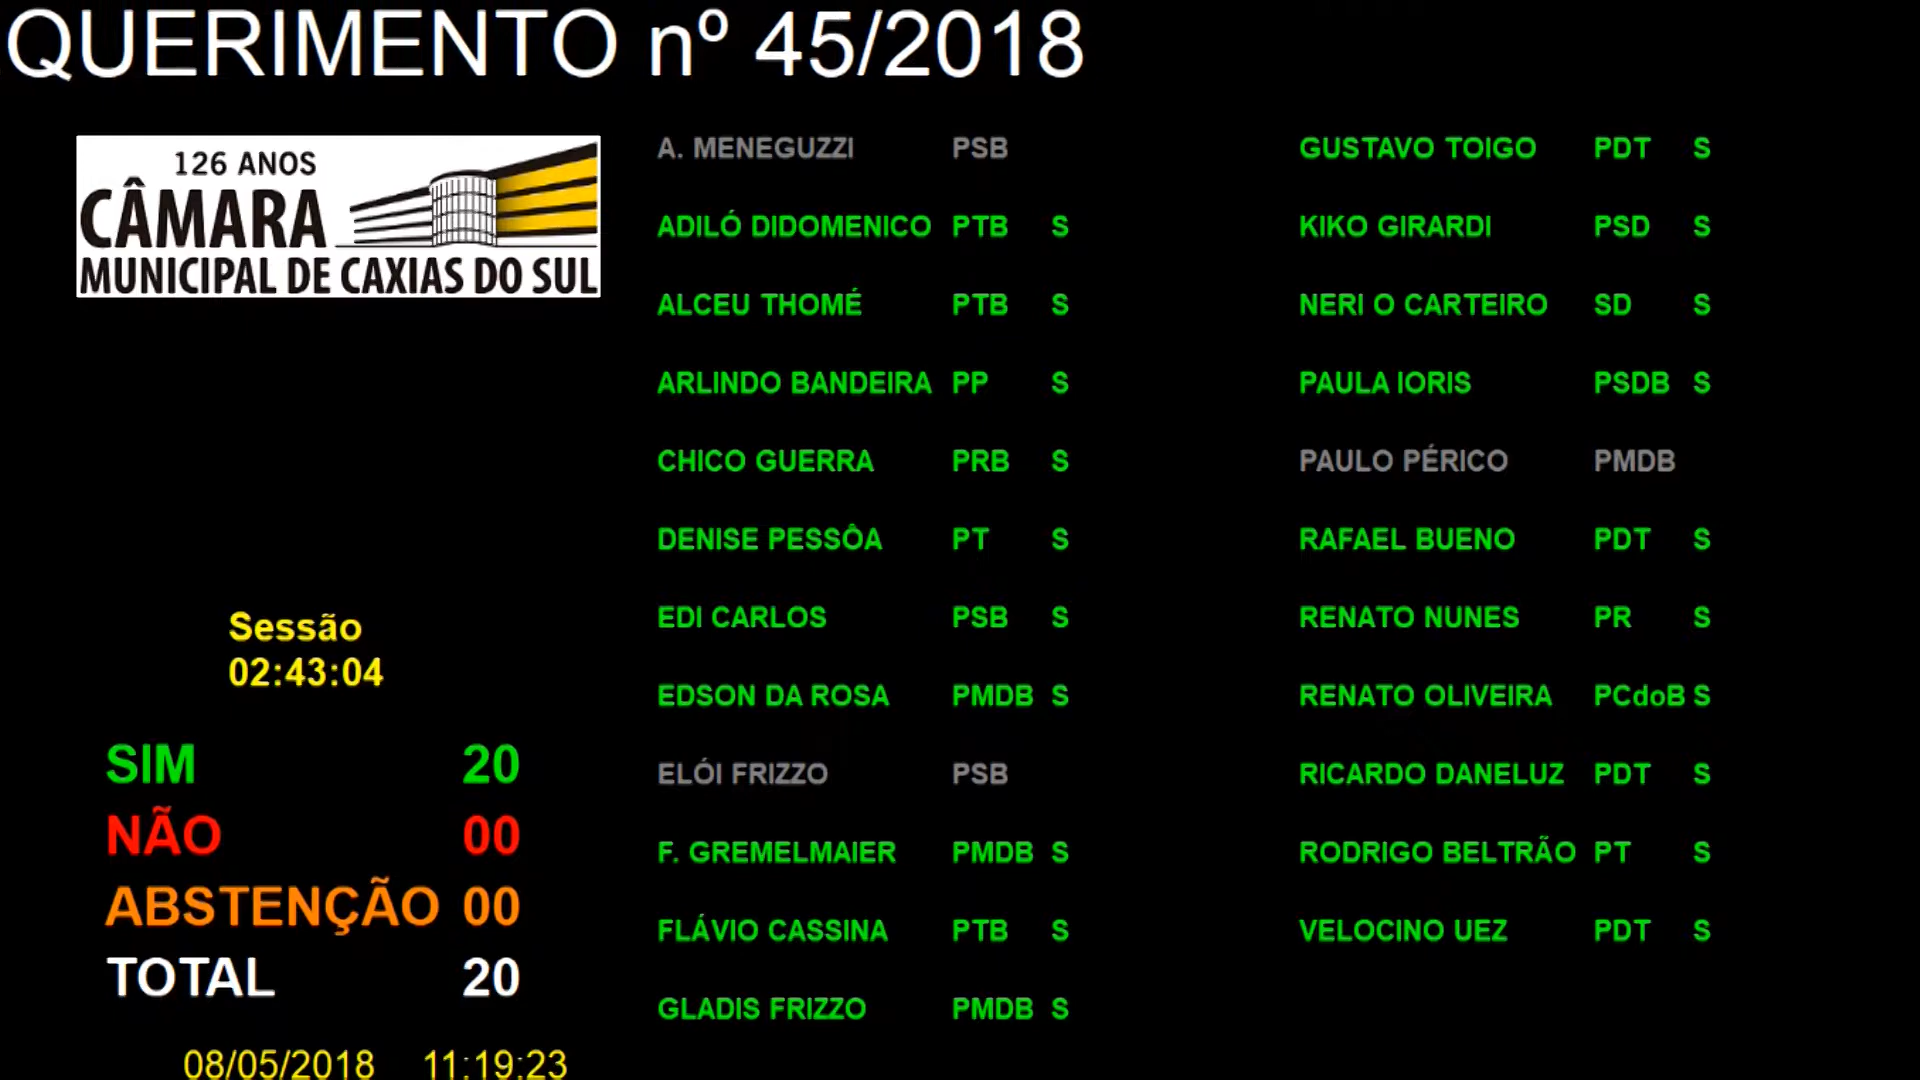 QUERIMENTO nº 45/2018
126 ANOS
CÂMARA
MUNICIPAL DE CAXIAS DO SUL
Sessão
02:43:04
SIM 20
NÃO 00
ABSTENÇÃO 00
TOTAL 20
08/05/2018 11:19:23
A. MENEGUZZI PSB
ADILÓ DIDOMENICO PTB S
ALCEU THOMÉ PTB S
ARLINDO BANDEIRA PP S
CHICO GUERRA PRB S
DENISE PESSÔA PT S
EDI CARLOS PSB S
EDSON DA ROSA PMDB S
ELÓI FRIZZO PSB
F. GREMELMAIER PMDB S
FLÁVIO CASSINA PTB S
GLADIS FRIZZO PMDB S
GUSTAVO TOIGO PDT S
KIKO GIRARDI PSD S
NERI O CARTEIRO SD S
PAULA IORIS PSDB S
PAULO PÉRICO PMDB
RAFAEL BUENO PDT S
RENATO NUNES PR S
RENATO OLIVEIRA PCdoB S
RICARDO DANELUZ PDT S
RODRIGO BELTRÃO PT S
VELOCINO UEZ PDT S